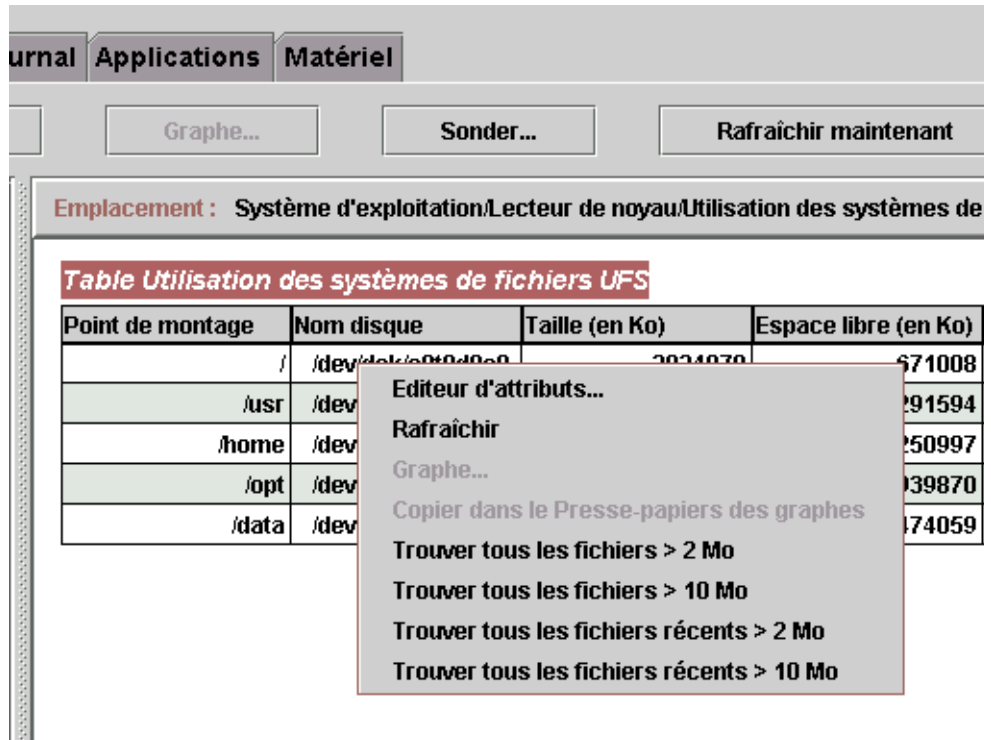 urnal Applications Matériel
Graphe... Sonder... Rafraîchir maintenant
Emplacement : Système d'exploitation/Lecteur de noyau/Utilisation des systèmes de
Table Utilisation des systèmes de fichiers UFS
Point de montage Nom disque Taille (en Ko) Espace libre (en Ko)
/ 671008
/usr /dev 291594
/home /dev 250997
/opt /dev 939870
/data /dev 474059
Editeur d'attributs...
Rafraîchir
Graphe...
Copier dans le Presse-papiers des graphes
Trouver tous les fichiers > 2 Mo
Trouver tous les fichiers > 10 Mo
Trouver tous les fichiers récents > 2 Mo
Trouver tous les fichiers récents > 10 Mo